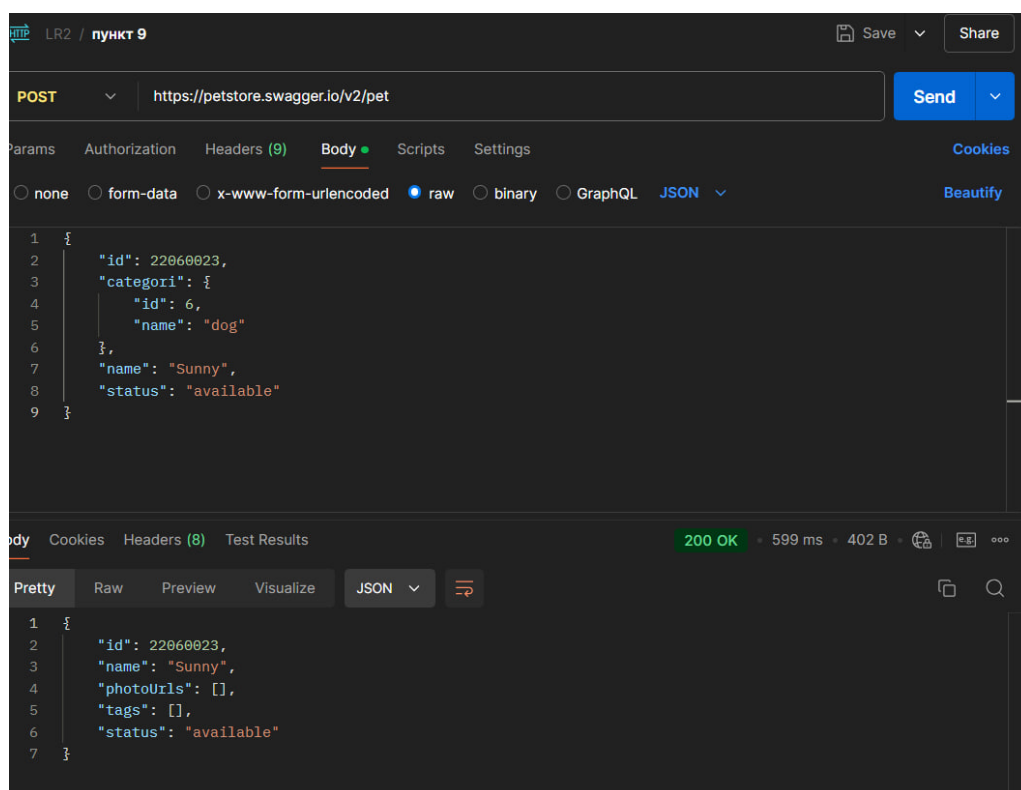 HTTP LR2 / пункт 9 Save Share
POST https://petstore.swagger.io/v2/pet Send
Params Authorization Headers (9) Body Scripts Settings Cookies
none form-data x-www-form-urlencoded raw binary GraphQL JSON Beautify
1 {
2 "id": 22060023,
3 "categori": {
4 "id": 6,
5 "name": "dog"
6 },
7 "name": "Sunny",
8 "status": "available"
9 }
ody Cookies Headers (8) Test Results 200 OK 599 ms 402 B e.g.
Pretty Raw Preview Visualize JSON
1 {
2 "id": 22060023,
3 "name": "Sunny",
4 "photoUrls": [],
5 "tags": [],
6 "status": "available"
7 }